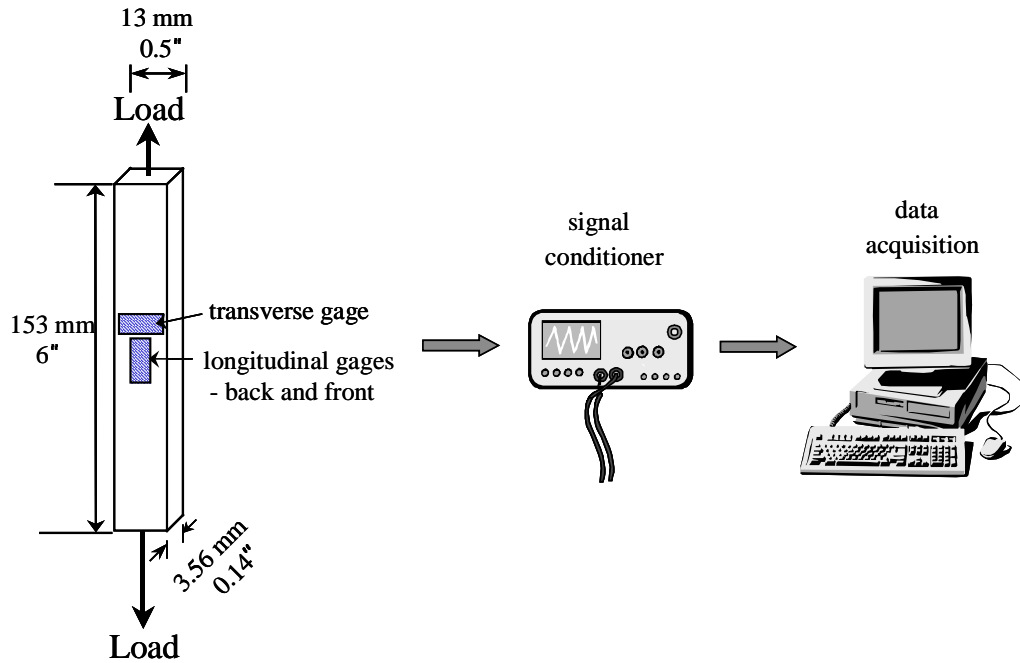 13 mm
0.5"
Load
153 mm
6"
transverse gage
longitudinal gages
- back and front
3.56 mm
0.14"
Load
signal
conditioner
data
acquisition